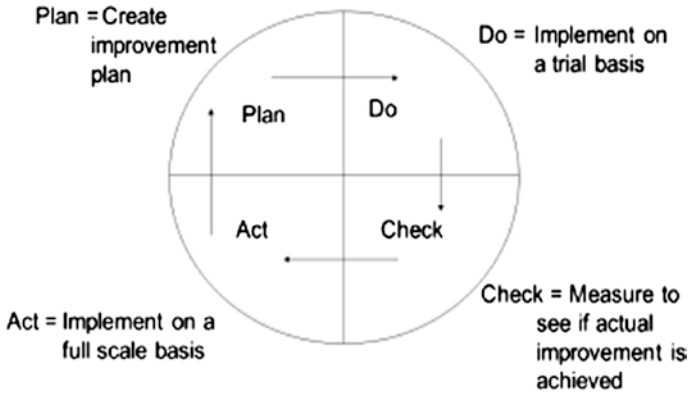 Plan = Create
improvement
plan
Do = Implement on
a trial basis
Plan
Do
Act
Check
Act = Implement on a
full scale basis
Check = Measure to
see if actual
improvement is
achieved